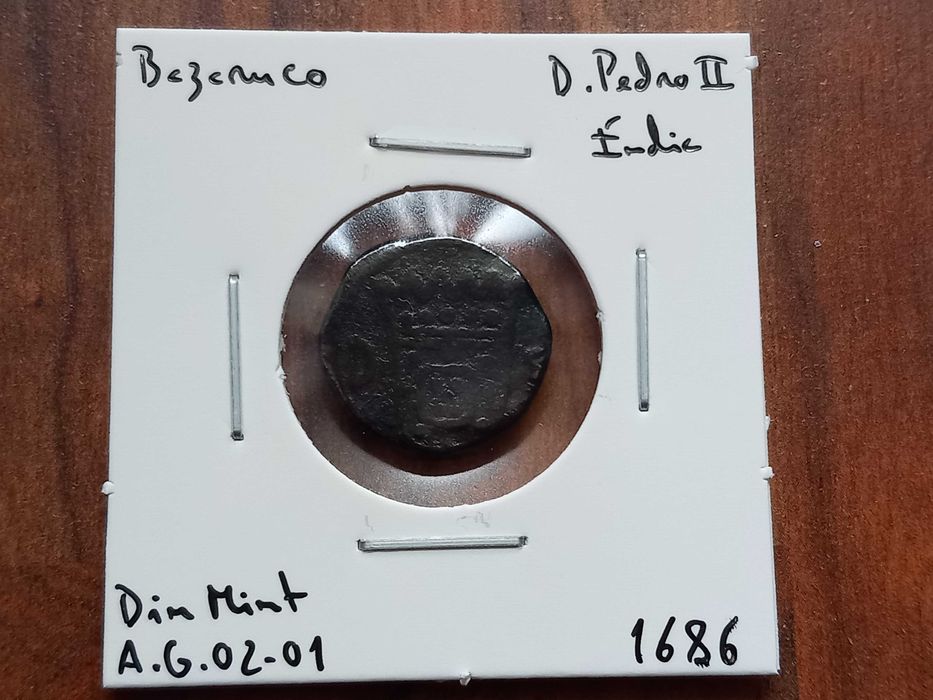 Bazaruco
D. Pedro II
Índia
Diu Mint
A.G.02-01
1686